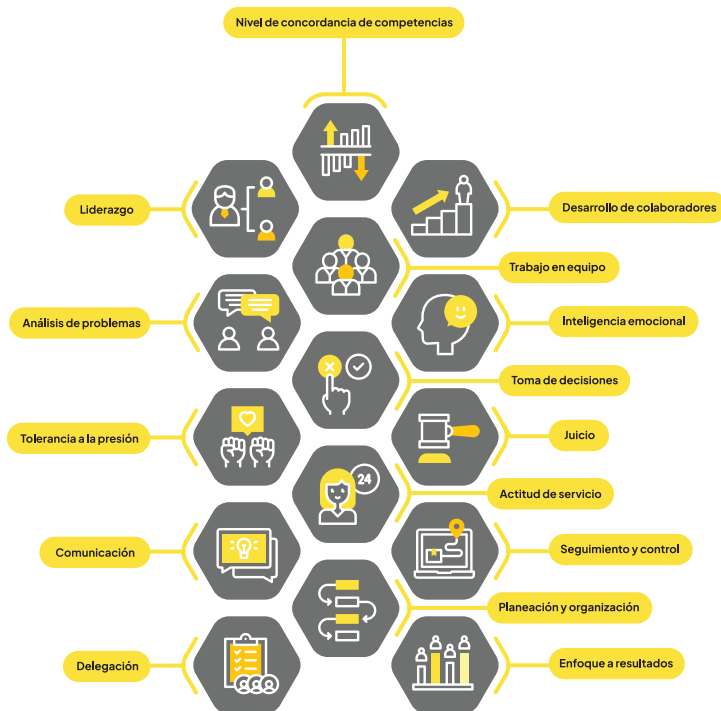 Nivel de concordancia de competencias
Liderazgo
Desarrollo de colaboradores
Trabajo en equipo
Análisis de problemas
Inteligencia emocional
Toma de decisiones
Tolerancia a la presión
Juicio
24
Actitud de servicio
Comunicación
Seguimiento y control
Planeación y organización
Delegación
Enfoque a resultados